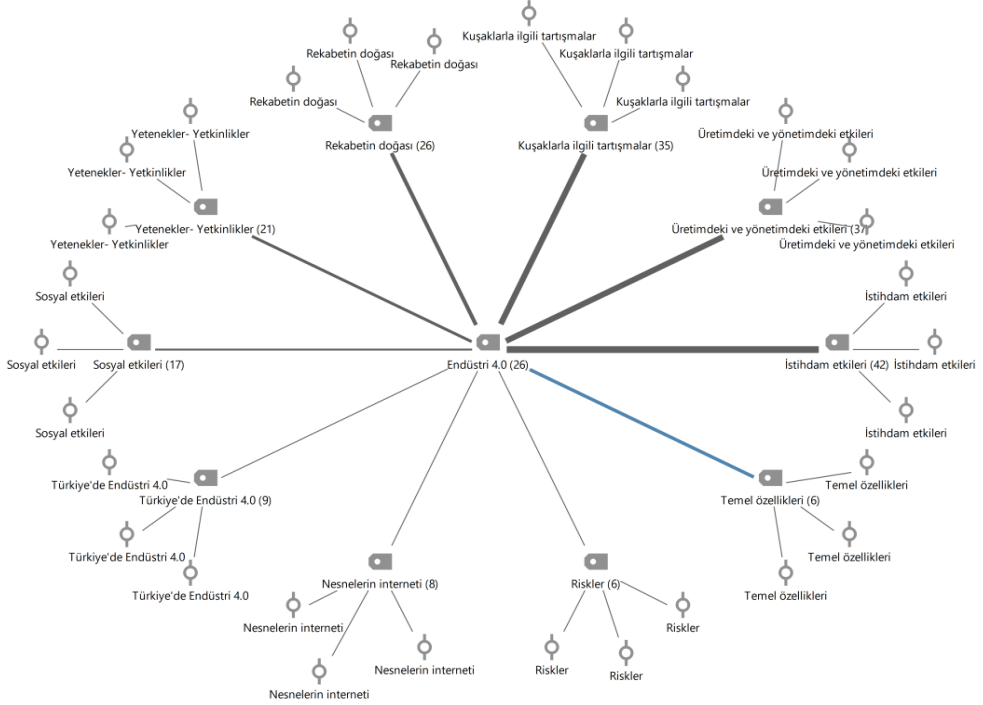 Kuşaklarla ilgili tartışmalar
Rekabetin doğası
Kuşaklarla ilgili tartışmalar
Rekabetin doğası
Rekabetin doğası
Kuşaklarla ilgili tartışmalar
Yetenekler- Yetkinlikler
Üretimdeki ve yönetimdeki etkileri
Rekabetin doğası (26)
Kuşaklarla ilgili tartışmalar (35)
Yetenekler- Yetkinlikler
Üretimdeki ve yönetimdeki etkileri
Yetenekler- Yetkinlikler (21)
Üretimdeki ve yönetimdeki etkileri (37
Yetenekler- Yetkinlikler
Üretimdeki ve yönetimdeki etkileri
Sosyal etkileri
İstihdam etkileri
Sosyal etkileri
Sosyal etkileri (17)
Endüstri 4.0 (26)
İstihdam etkileri (42)
İstihdam etkileri
Sosyal etkileri
İstihdam etkileri
Türkiye'de Endüstri 4.0
Temel özellikleri
Türkiye'de Endüstri 4.0 (9)
Temel özellikleri (6)
Türkiye'de Endüstri 4.0
Temel özellikleri
Nesnelerin interneti (8)
Riskler (6)
Türkiye'de Endüstri 4.0
Temel özellikleri
Nesnelerin interneti
Riskler
Nesnelerin interneti
Riskler
Riskler
Nesnelerin interneti